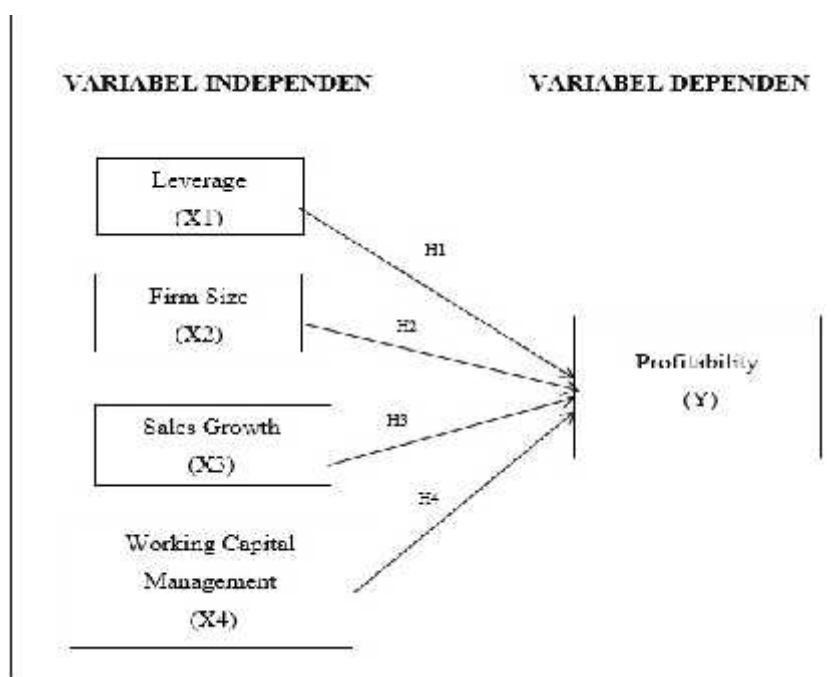 VARIABEL INDEPENDEN
VARIABEL DEPENDEN
Leverage
(X1)
H1
Firm Size
(X2)
H2
Profitability
(Y)
Sales Growth
(X3)
H3
H4
Working Capital
Management
(X4)